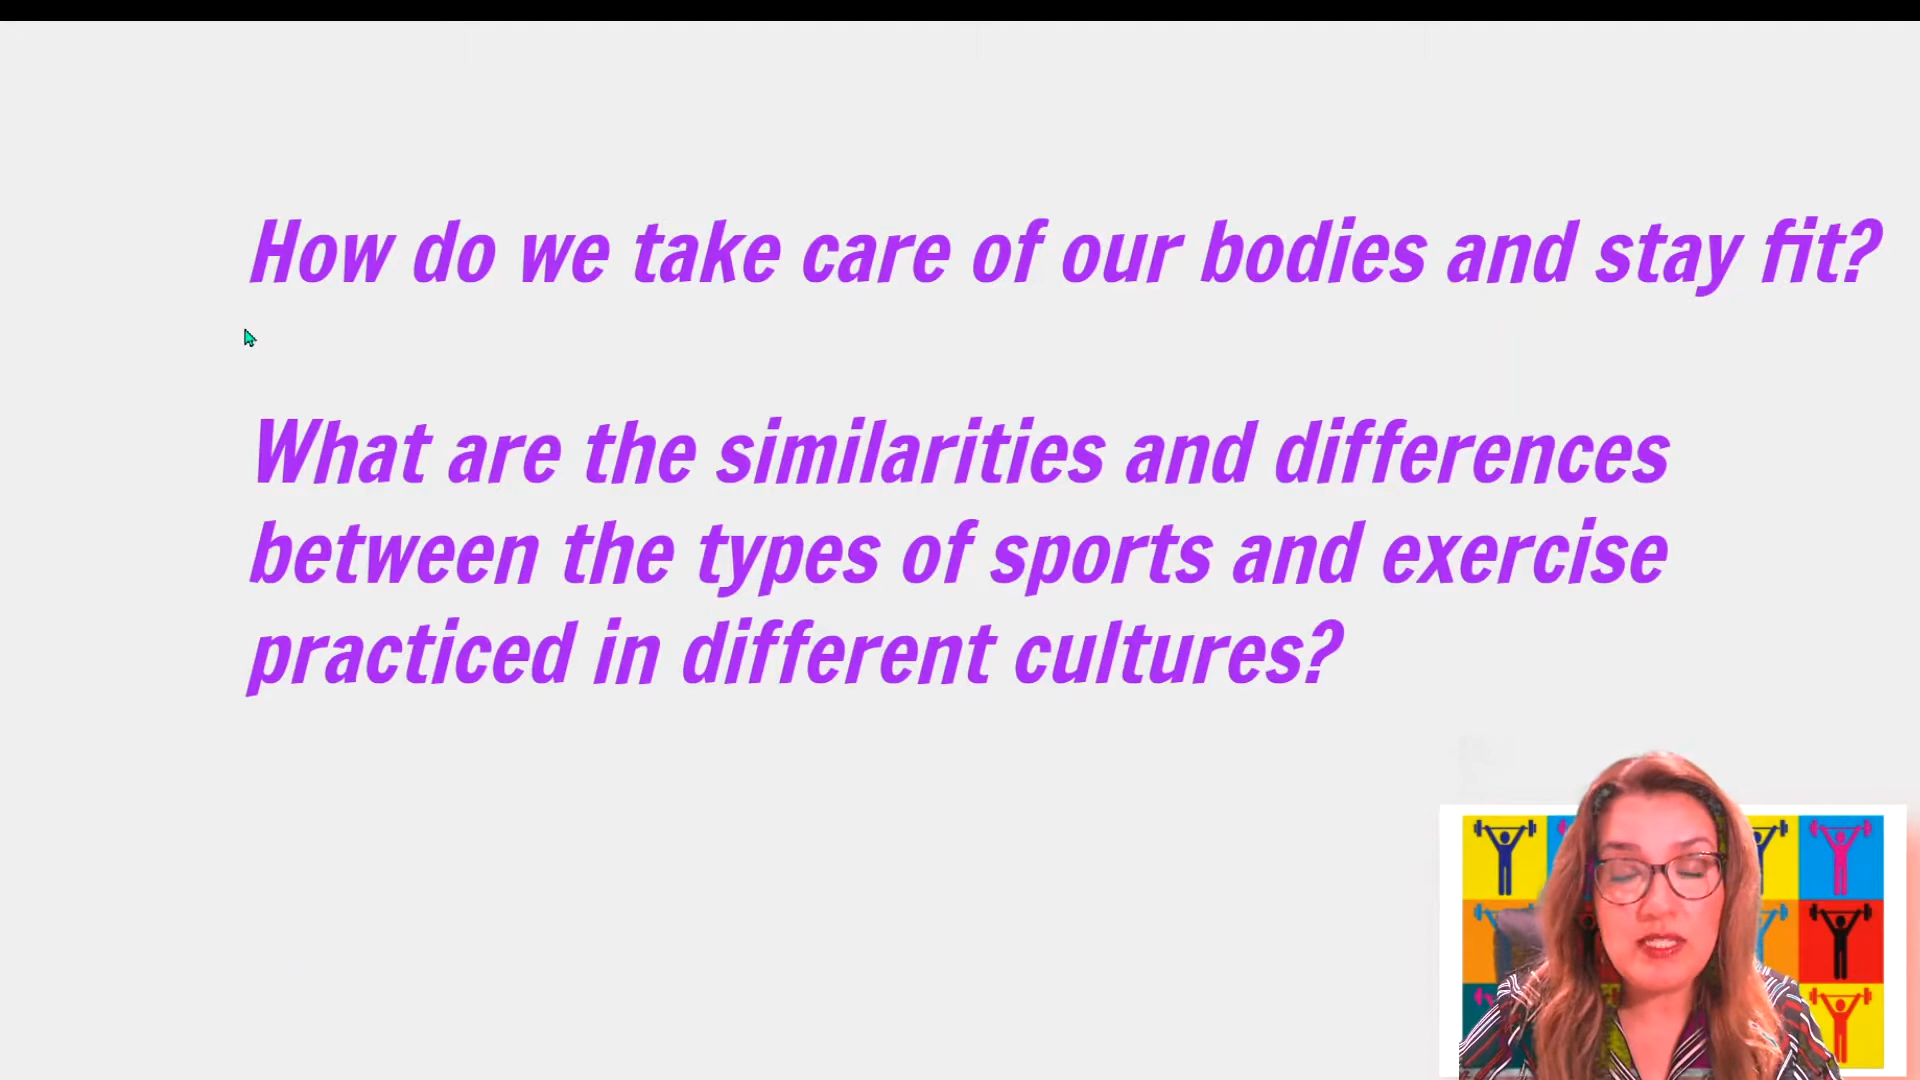 How do we take care of our bodies and stay fit?
What are the similarities and differences
between the types of sports and exercise
practiced in different cultures?